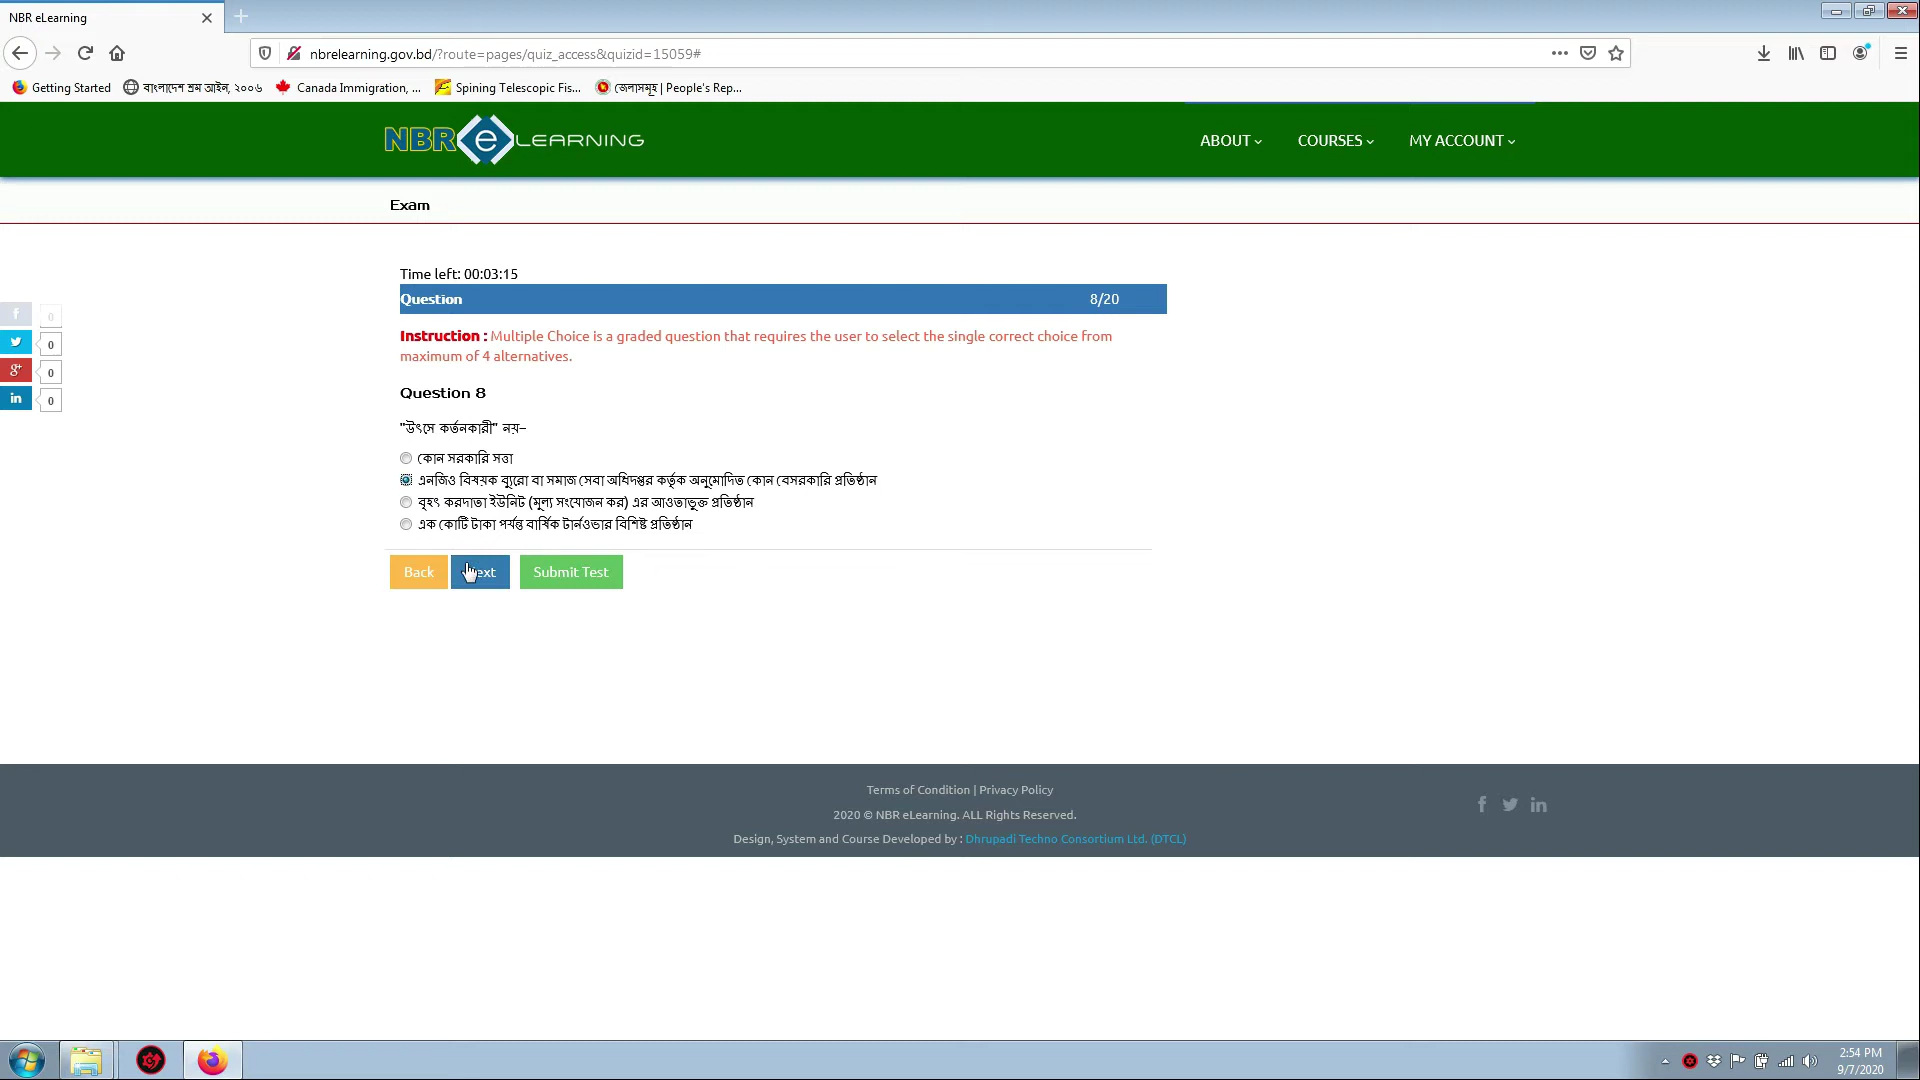 NBR eLearning
nbrelearning.gov.bd/?route=pages/quiz_access&quizid=15059#
Getting Started
বাংলাদেশ শ্রম আইন, ২০০৬
Canada Immigration, ...
Spining Telescopic Fis...
জেলাসমূহ | People's Rep...
NBR e LEARNING
ABOUT
COURSES
MY ACCOUNT
Exam
Time left: 00:03:15
Question 8/20
Instruction : Multiple Choice is a graded question that requires the user to select the single correct choice from
maximum of 4 alternatives.
Question 8
"উৎসে কর্তনকারী" নয়–
কোন সরকারি সত্তা
এনজিও বিষয়ক ব্যুরো বা সমাজ সেবা অধিদপ্তর কর্তৃক অনুমোদিত কোন বেসরকারি প্রতিষ্ঠান
বৃহৎ করদাতা ইউনিট (মূল্য সংযোজন কর) এর আওতাভুক্ত প্রতিষ্ঠান
এক কোটি টাকা পর্যন্ত বার্ষিক টার্নওভার বিশিষ্ট প্রতিষ্ঠান
Back
Submit Test
f 0
0
g+ 0
in 0
Terms of Condition | Privacy Policy
2020 © NBR eLearning. ALL Rights Reserved.
Design, System and Course Developed by : Dhrupadi Techno Consortium Ltd. (DTCL)
2:54 PM
9/7/2020